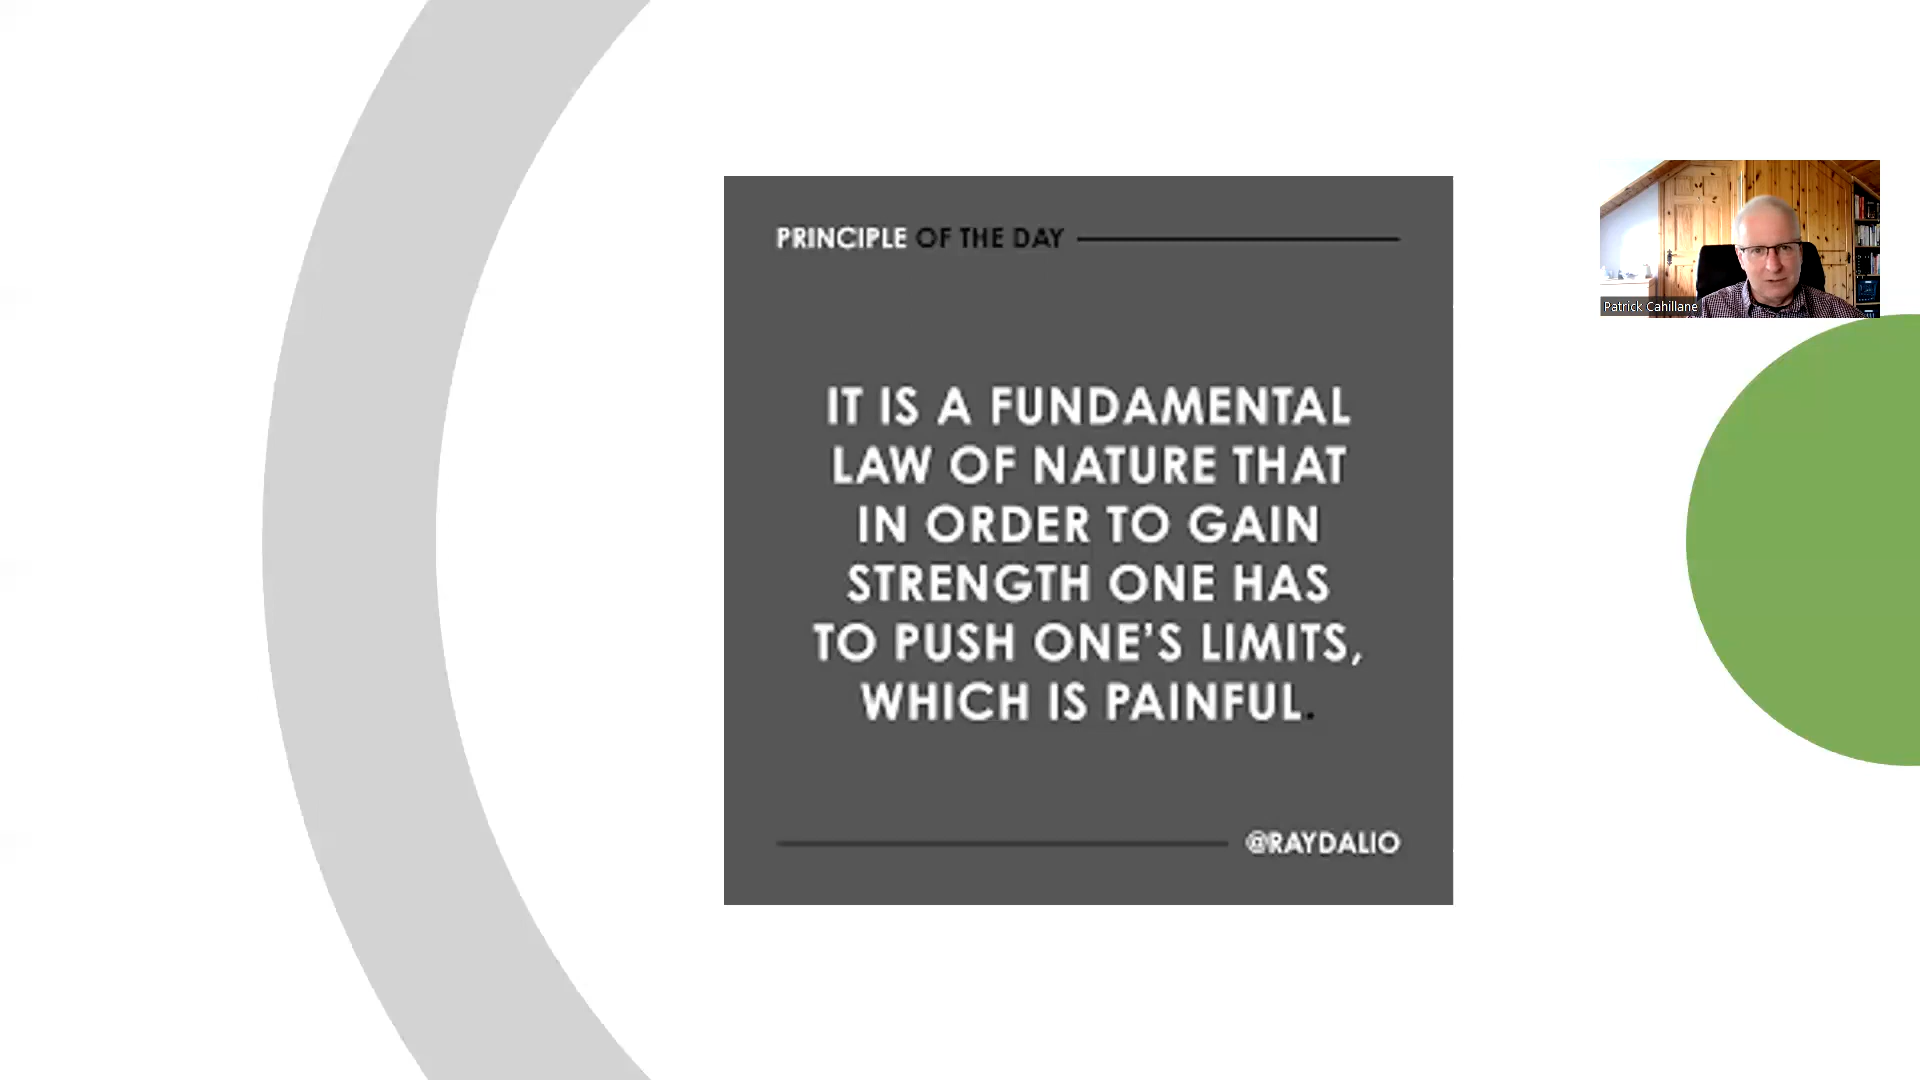 PRINCIPLE OF THE DAY
IT IS A FUNDAMENTAL
LAW OF NATURE THAT
IN ORDER TO GAIN
STRENGTH ONE HAS
TO PUSH ONE’S LIMITS,
WHICH IS PAINFUL.
@RAYDALIO
Patrick Cahillane